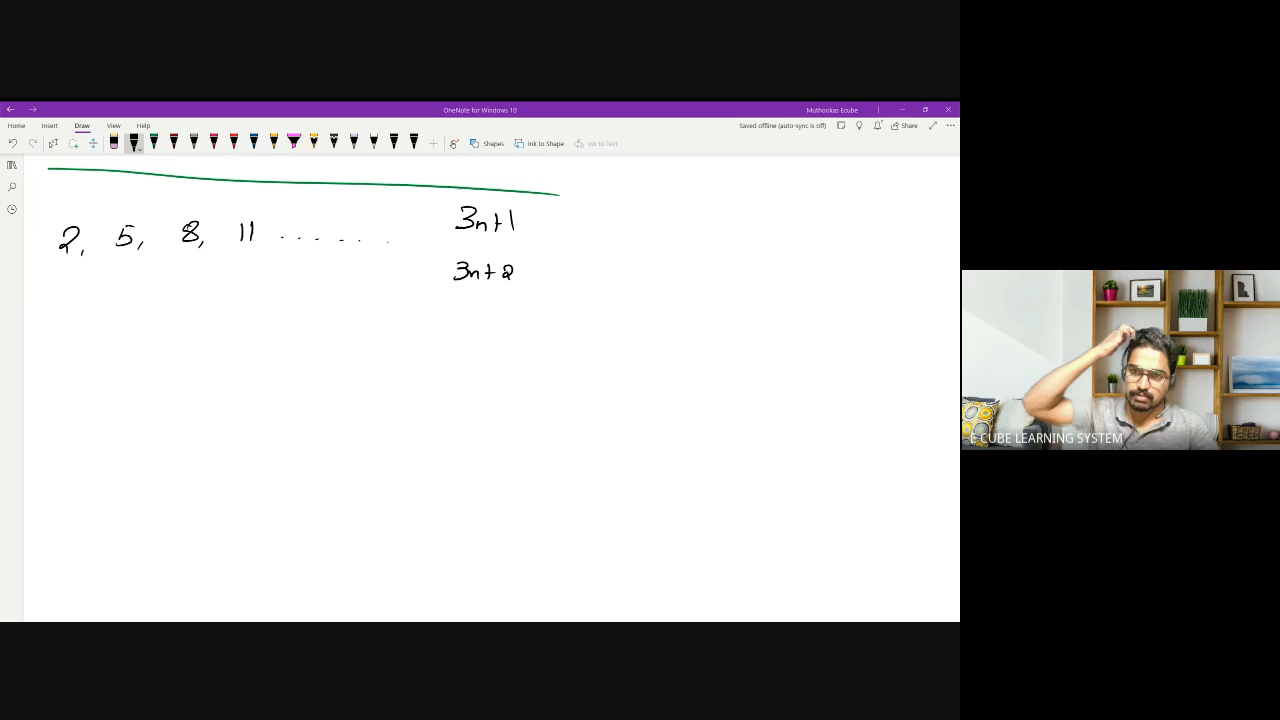 OneNote for Windows 10
Muthookas Ecube
Home Insert Draw View Help
Saved offline (auto-sync is off)
Share
Shapes
Ink to Shape
Ink to Text
2, 5, 8, 11 ........
3n+1
3n+2
E CUBE LEARNING SYSTEM